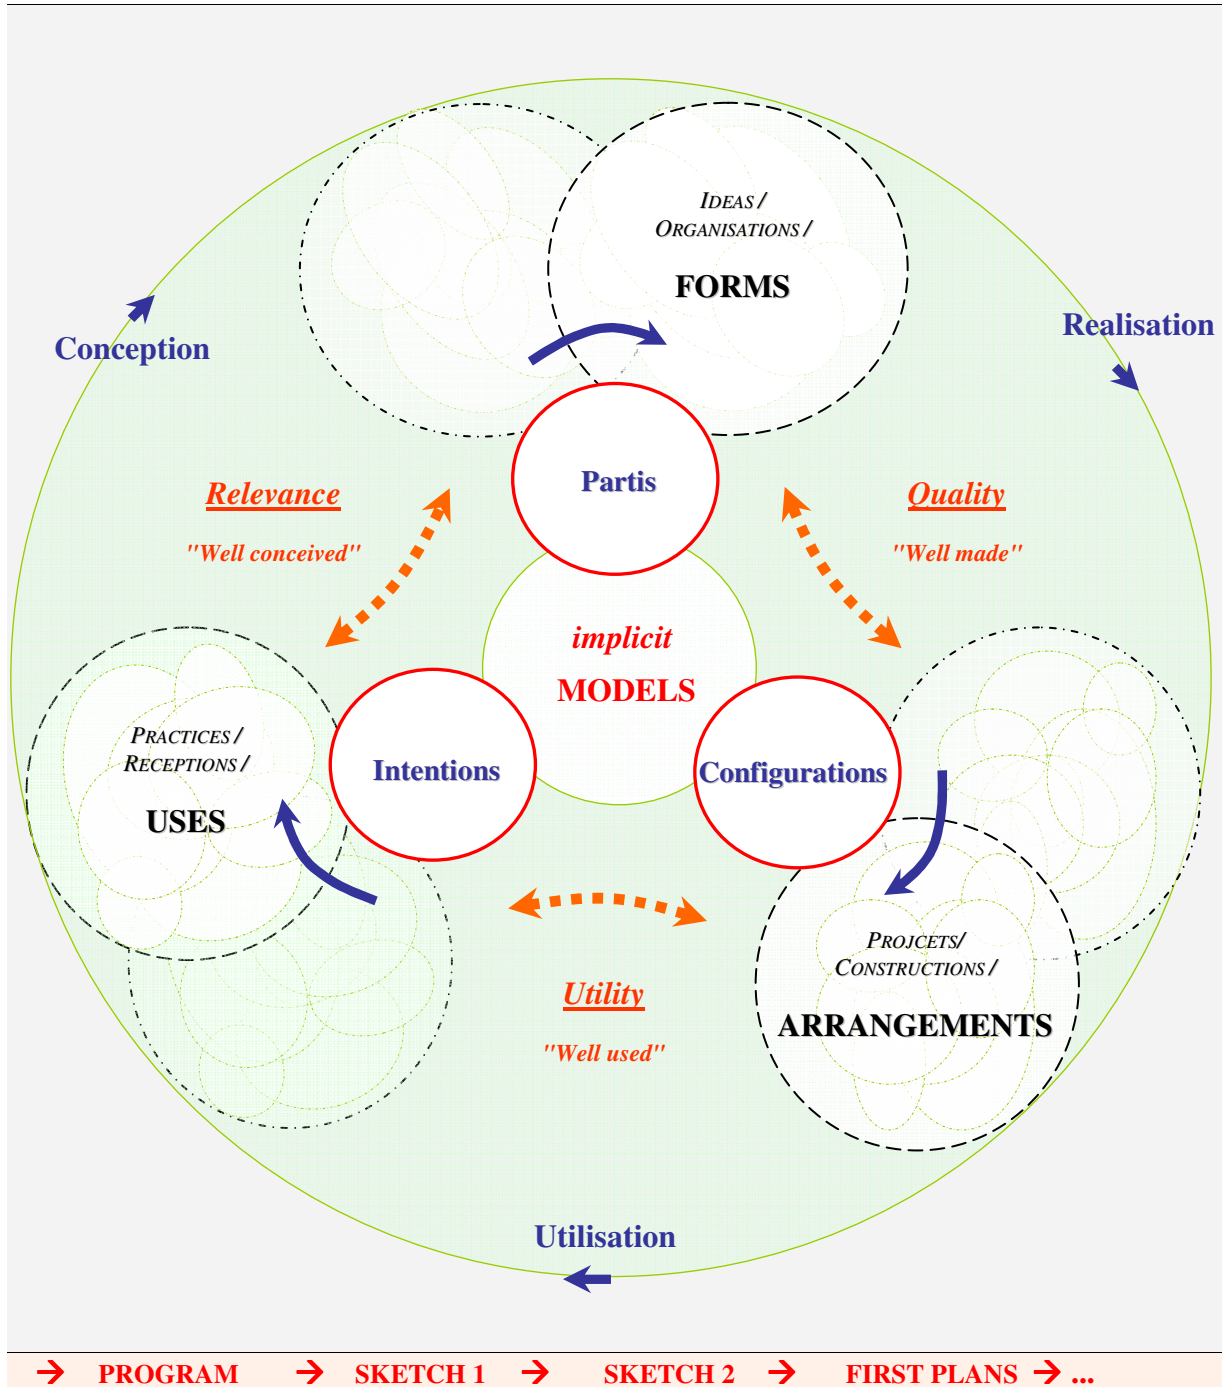 IDEAS /
ORGANISATIONS /
FORMS
Conception
Realisation
Partis
Relevance
"Well conceived"
Quality
"Well made"
implicit
MODELS
PRACTICES /
RECEPTIONS /
USES
Intentions
Configurations
PROJCETS/
CONSTRUCTIONS /
ARRANGEMENTS
Utility
"Well used"
Utilisation
→ PROGRAM → SKETCH 1 → SKETCH 2 → FIRST PLANS → ...